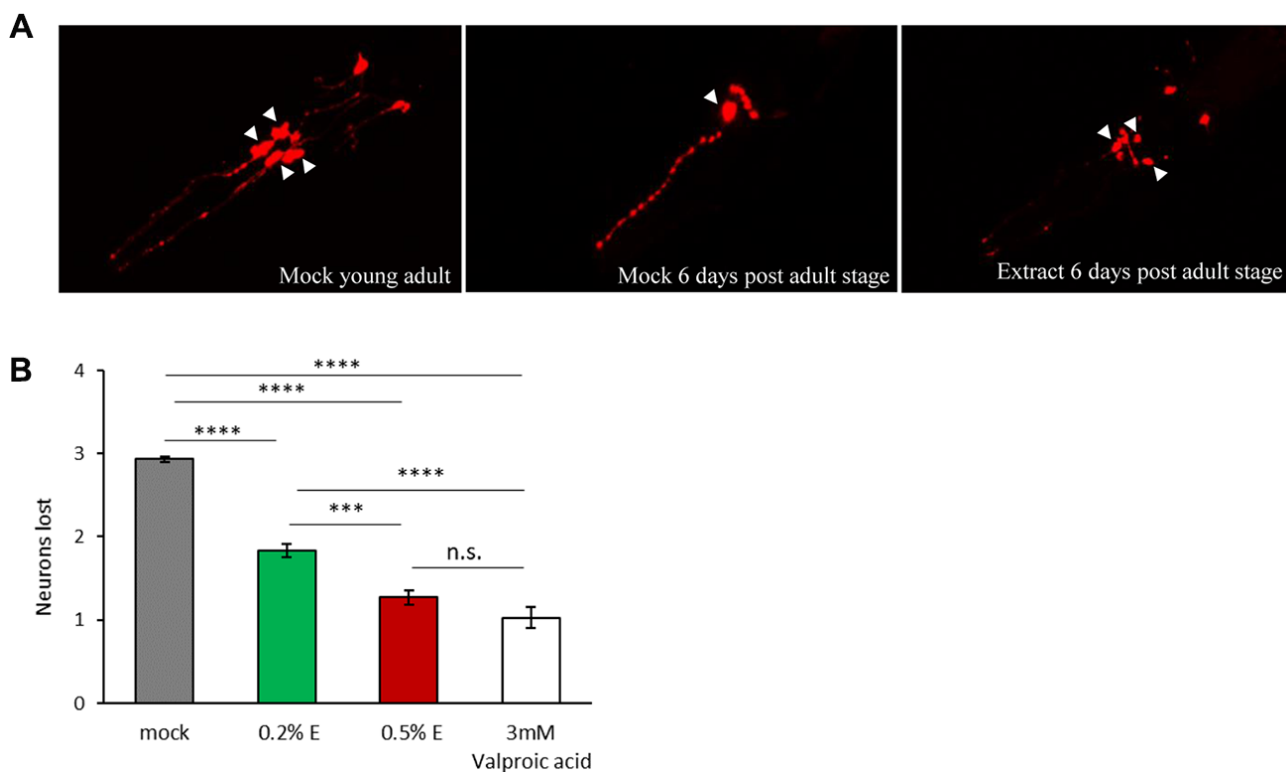 A
Mock young adult
Mock 6 days post adult stage
Extract 6 days post adult stage
B
4
3
2
1
0
Neurons lost
****
****
****
****
***
n.s.
mock
0.2% E
0.5% E
3mM
Valproic acid